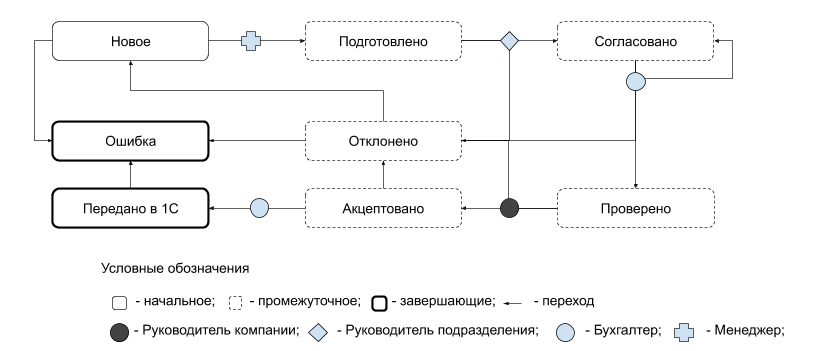 Новое
Подготовлено
Согласовано
Ошибка
Отклонено
Передано в 1С
Акцептовано
Проверено
Условные обозначения
- начальное; - промежуточное; - завершающие; - переход
- Руководитель компании; - Руководитель подразделения; - Бухгалтер; - Менеджер;